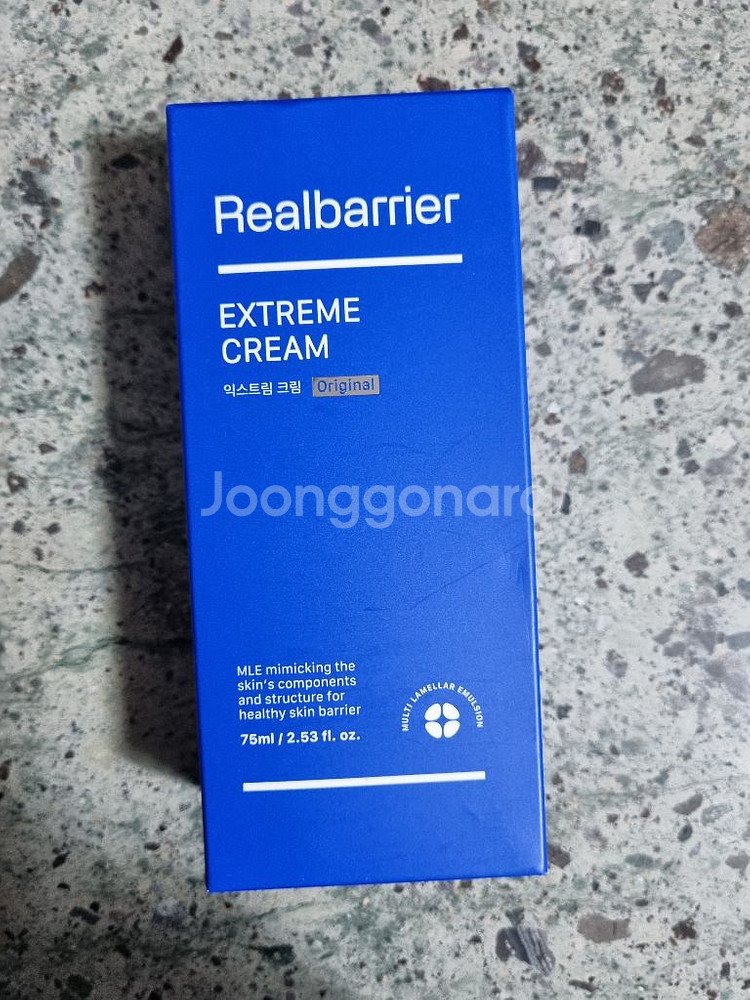 Realbarrier
EXTREME
CREAM
익스트림 크림 Original
Joonggonara
MLE mimicking the
skin's components
and structure for
healthy skin barrier
75ml / 2.53 fl. oz.
MULTI LAMELLAR EMULSION